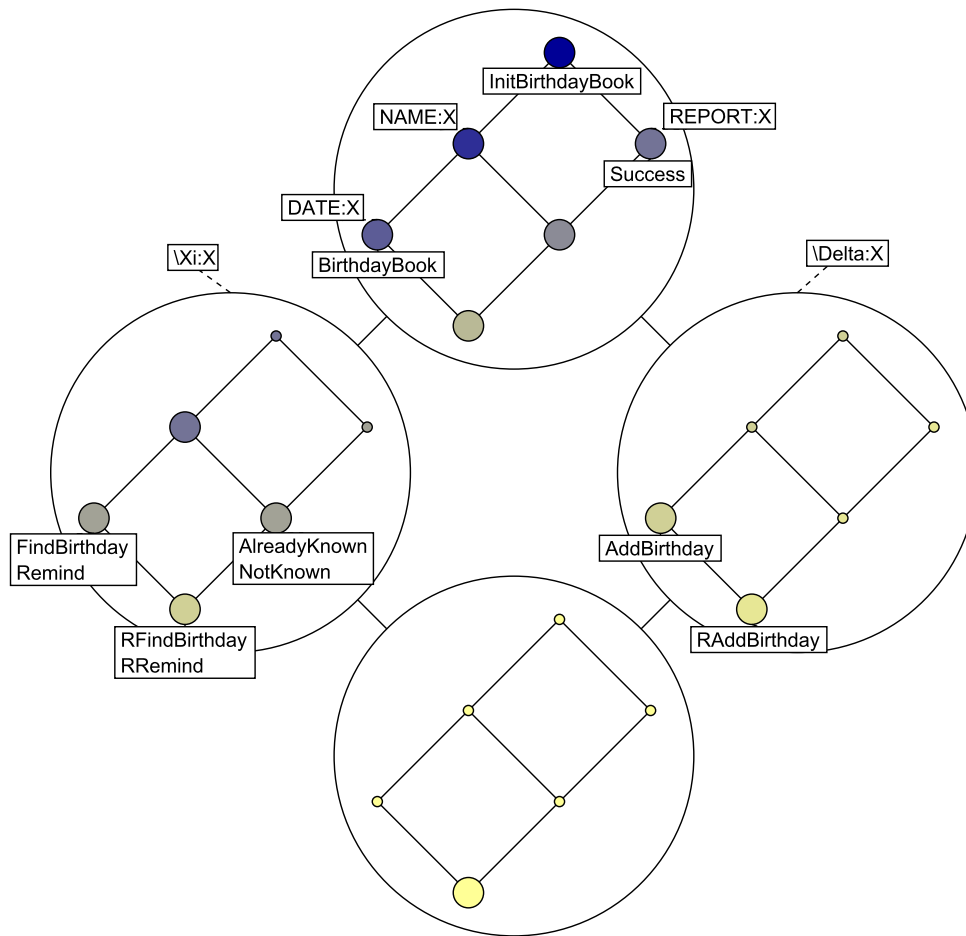 InitBirthdayBook
NAME:X
REPORT:X
Success
DATE:X
BirthdayBook
\Xi:X
\Delta:X
FindBirthday
Remind
AlreadyKnown
NotKnown
AddBirthday
RFindBirthday
RRemind
RAddBirthday